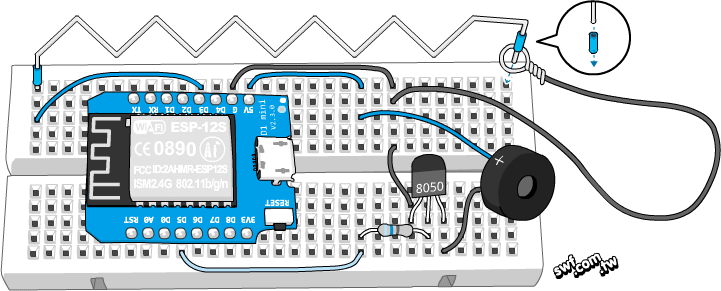 TX RX D1 D2 D3 D4 G 5V
D1 mini
v2.3.0
WiFi ESP-12S
CE 0890
FCC ID:2AHMR-ESP12S
ISM2.4G 802.11b/g/n
RESET
RST A0 D0 D5 D6 D7 D8 3V3
8050
+
swf.com.tw